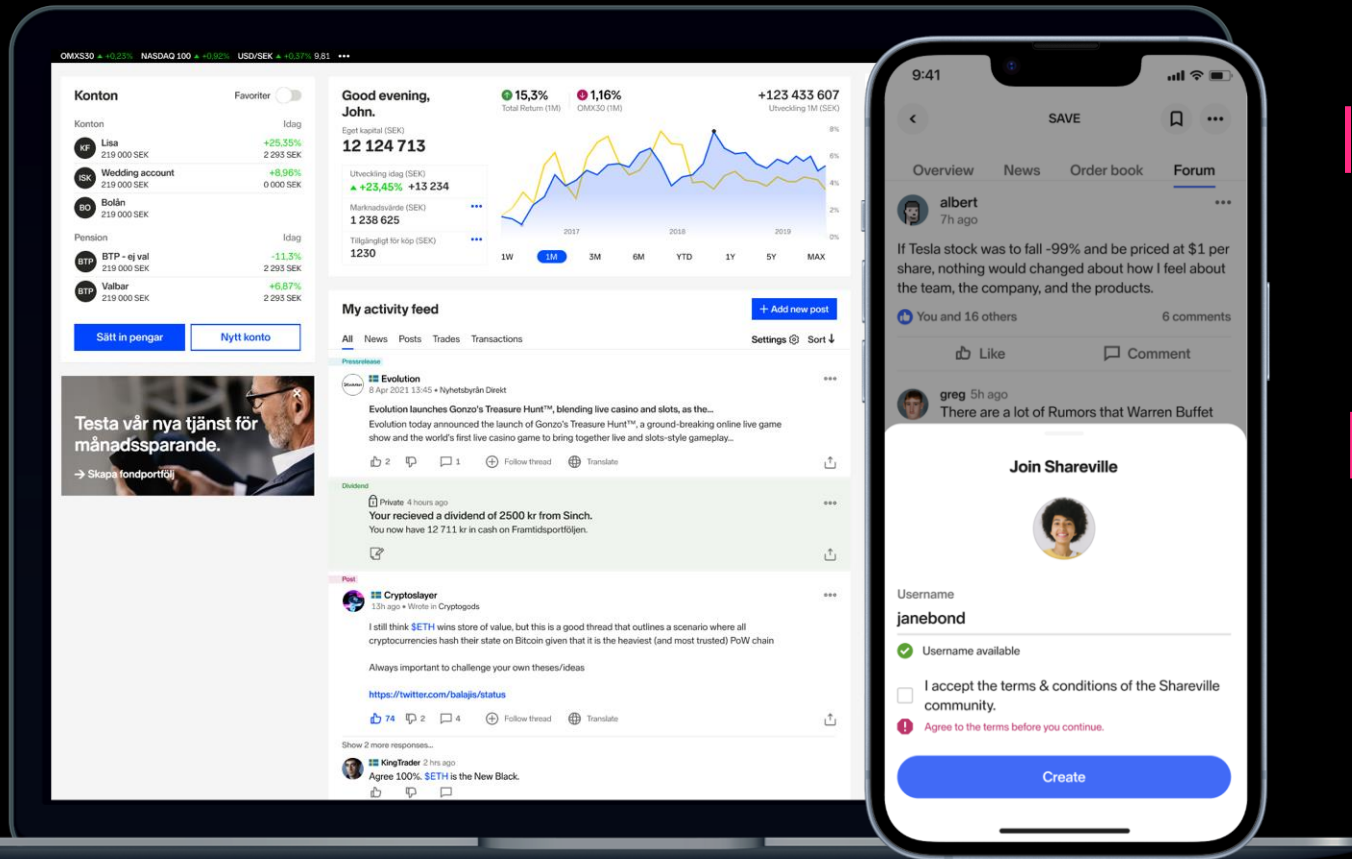 OMXS30 ▲ +0,23% NASDAQ 100 ▲ +0,92% USD/SEK ▲ +0,37% 9,81 •••
Konton
Favoriter
Konton Idag
KF Lisa +25,35%
219 000 SEK 2 293 SEK
ISK Wedding account +8,96%
219 000 SEK 0 000 SEK
BO Bolån
219 000 SEK
Pension Idag
BTP BTP - ej val -11,3%
219 000 SEK 2 293 SEK
BTP Valbar +6,87%
219 000 SEK 2 293 SEK
Sätt in pengar
Nytt konto
Testa vår nya tjänst för
månadssparande.
→ Skapa fondportfölj
Good evening,
John.
Eget kapital (SEK)
12 124 713
Utveckling idag (SEK)
▲ +23,45% +13 234
Marknadsvärde (SEK)
1 238 625
Tillgängligt för köp (SEK)
1230
15,3%
Total Return (1M)
1,16%
OMX30 (1M)
+123 433 607
Utveckling 1M (SEK)
8%
6%
4%
2%
0%
2017 2018 2019
1W 1M 3M 6M YTD 1Y 5Y MAX
My activity feed
+ Add new post
All News Posts Trades Transactions
Settings Sort ↓
Pressrelease
Evolution
8 Apr 2021 13:45 • Nyhetsbyrån Direkt
Evolution launches Gonzo's Treasure Hunt™, blending live casino and slots, as the...
Evolution today announced the launch of Gonzo's Treasure Hunt™, a ground-breaking online live game
show and the world's first live casino game to bring together live and slots-style gameplay...
2 1 Follow thread Translate
Dividend
Private 4 hours ago
Your recieved a dividend of 2500 kr from Sinch.
You now have 12 711 kr in cash on Framtidsportföljen.
Post
Cryptoslayer
13h ago • Wrote in Cryptogods
I still think $ETH wins store of value, but this is a good thread that outlines a scenario where all
cryptocurrencies hash their state on Bitcoin given that it is the heaviest (and most trusted) PoW chain
Always important to challenge your own theses/ideas
https://twitter.com/balajis/status
74 2 4 Follow thread Translate
Show 2 more responses...
KingTrader 2 hrs ago
Agree 100%. $ETH is the New Black.
9:41
SAVE
Overview News Order book Forum
albert
7h ago
If Tesla stock was to fall -99% and be priced at $1 per
share, nothing would changed about how I feel about
the team, the company, and the products.
You and 16 others 6 comments
Like Comment
greg 5h ago
There are a lot of Rumors that Warren Buffet
Join Shareville
Username
janebond
Username available
I accept the terms & conditions of the Shareville
community.
Agree to the terms before you continue.
Create